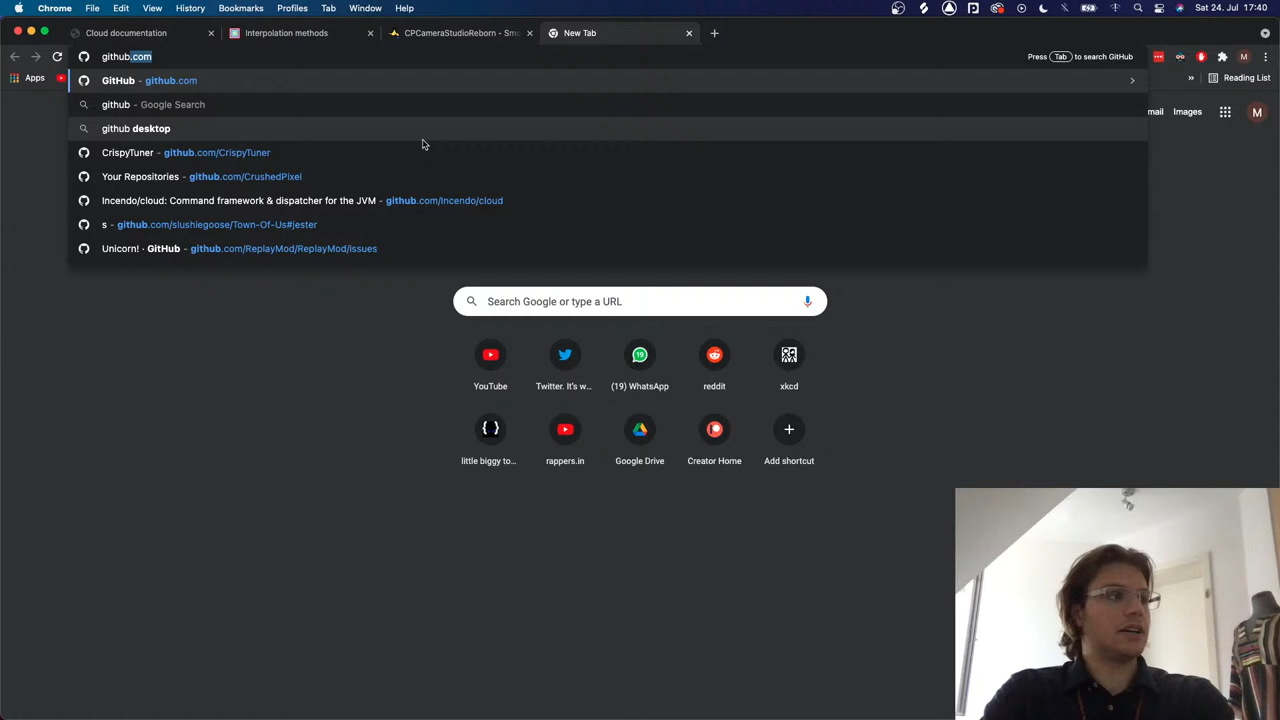 Chrome File Edit View History Bookmarks Profiles Tab Window Help Sat 24. Jul 17:40
Cloud documentation Interpolation methods CPCameraStudioReborn - Smo New Tab
github.com Press Tab to search GitHub M
Apps Reading List
GitHub - github.com
github - Google Search
github desktop
CrispyTuner - github.com/CrispyTuner
Your Repositories - github.com/CrushedPixel
Incendo/cloud: Command framework & dispatcher for the JVM - github.com/Incendo/cloud
s - github.com/slushiegoose/Town-Of-Us#jester
Unicorn! · GitHub - github.com/ReplayMod/ReplayMod/issues
mail Images M
Search Google or type a URL
19
YouTube Twitter. It's w... (19) WhatsApp reddit xkcd
little biggy to... rappers.in Google Drive Creator Home Add shortcut